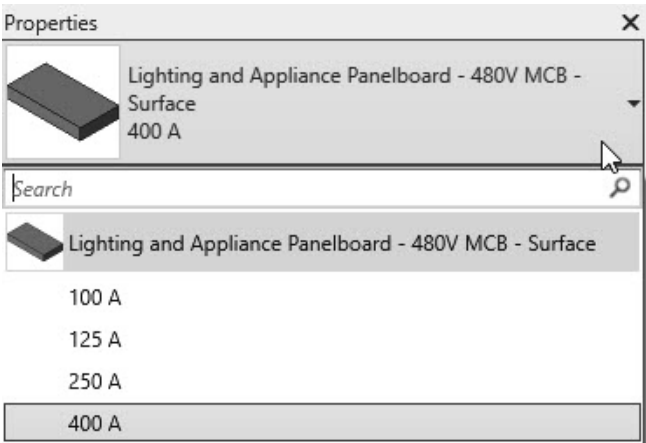 Properties
Lighting and Appliance Panelboard - 480V MCB -
Surface
400 A
Search
Lighting and Appliance Panelboard - 480V MCB - Surface
100 A
125 A
250 A
400 A